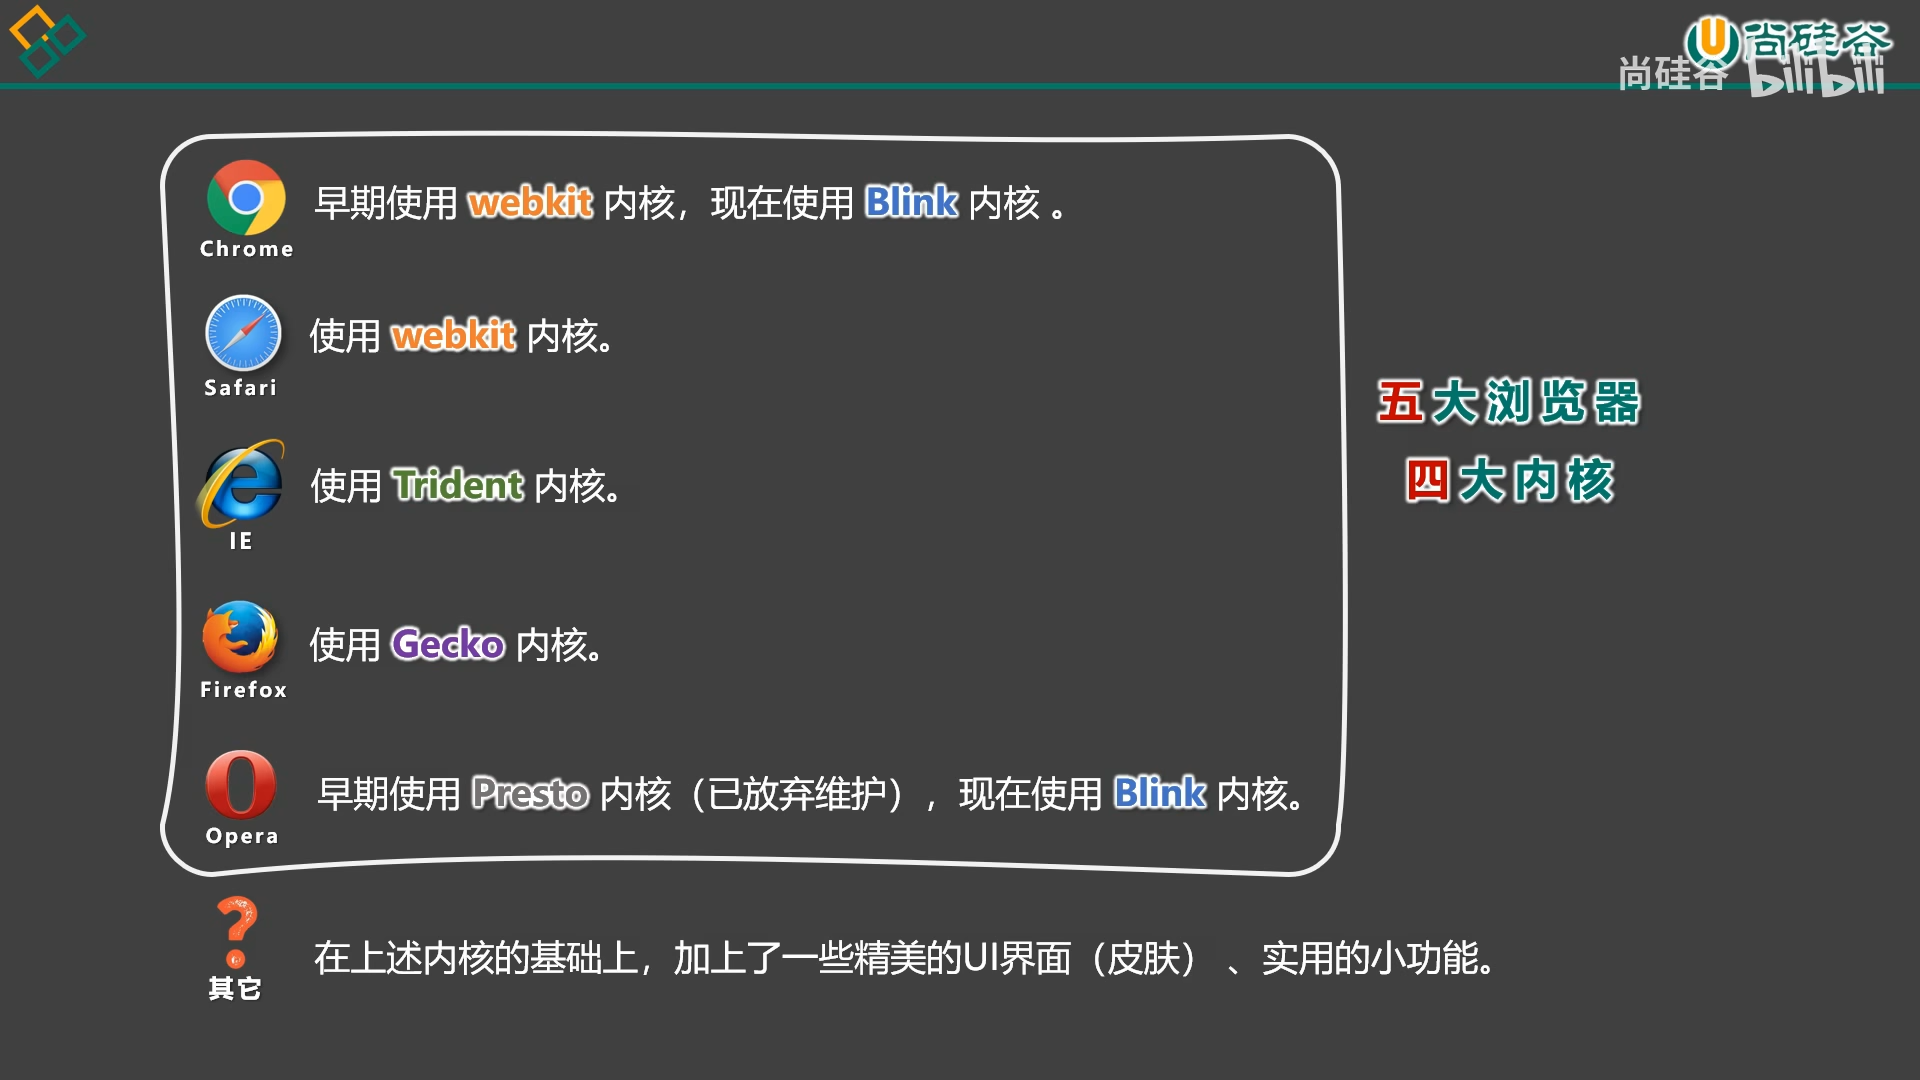 尚硅谷
尚硅谷 bilibili
早期使用 webkit 内核，现在使用 Blink 内核 。
Chrome
使用 webkit 内核。
Safari
五大浏览器
四大内核
使用 Trident 内核。
IE
使用 Gecko 内核。
Firefox
早期使用 Presto 内核（已放弃维护），现在使用 Blink 内核。
Opera
在上述内核的基础上，加上了一些精美的UI界面（皮肤） 、实用的小功能。
其它